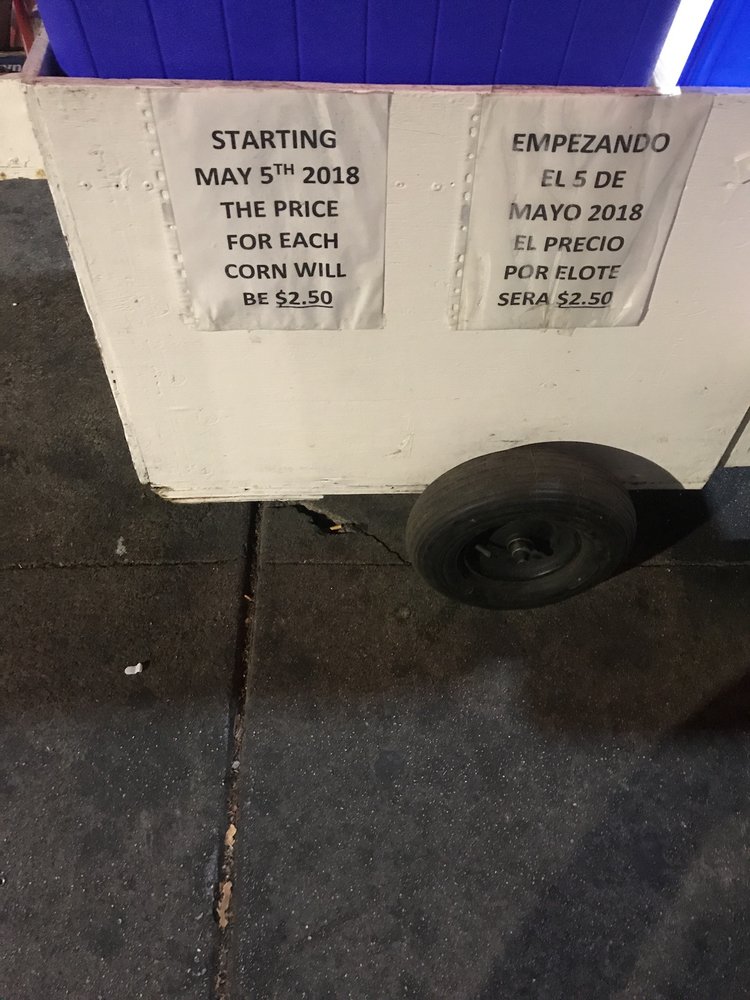 STARTING
MAY 5TH 2018
THE PRICE
FOR EACH
CORN WILL
BE $2.50
EMPEZANDO
EL 5 DE
MAYO 2018
EL PRECIO
POR ELOTE
SERA $2.50